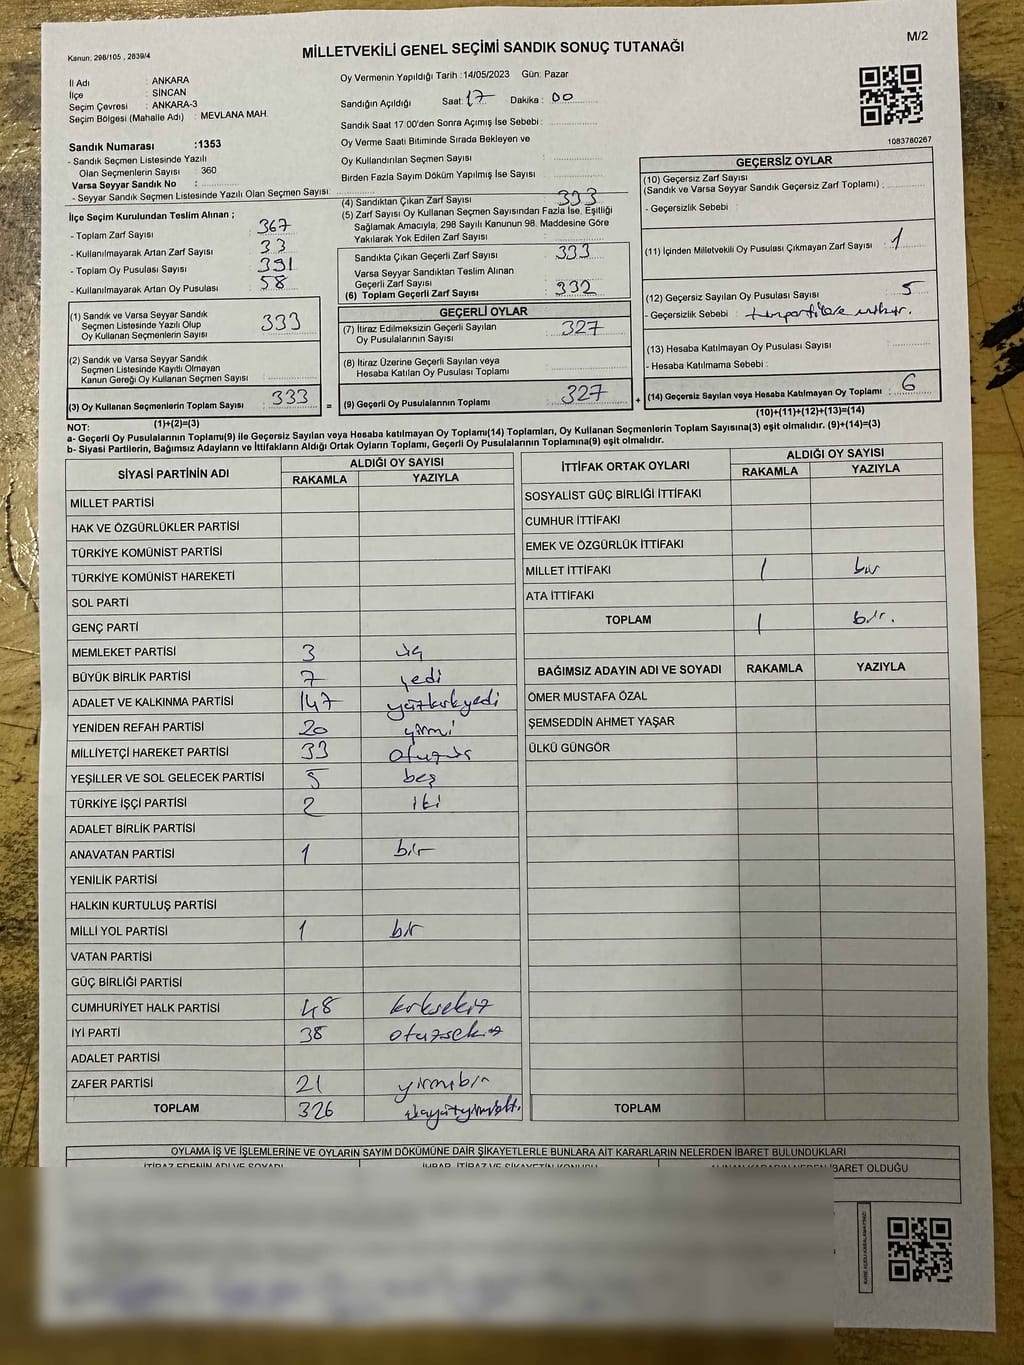 M/2
Kanun: 298/105 , 2839/4
MİLLETVEKİLİ GENEL SEÇİMİ SANDIK SONUÇ TUTANAĞI
İl Adı : ANKARA
İlçe : SİNCAN
Seçim Çevresi : ANKARA-3
Seçim Bölgesi (Mahalle Adı) : MEVLANA MAH.
Sandık Numarası :1353
- Sandık Seçmen Listesinde Yazılı
Olan Seçmenlerin Sayısı : 360
Varsa Seyyar Sandık No :
- Seyyar Sandık Seçmen Listesinde Yazılı Olan Seçmen Sayısı :
Oy Vermenin Yapıldığı Tarih :14/05/2023 Gün: Pazar
Sandığın Açıldığı Saat: 17 Dakika : 00
Sandık Saat 17:00'den Sonra Açımış İse Sebebi :
Oy Verme Saati Bitiminde Sırada Bekleyen ve
Oy Kullandırılan Seçmen Sayısı :
Birden Fazla Sayım Döküm Yapılmış İse Sayısı :
1083780267
İlçe Seçim Kurulundan Teslim Alınan ;
- Toplam Zarf Sayısı : 367
- Kullanılmayarak Artan Zarf Sayısı : 33
- Toplam Oy Pusulası Sayısı : 391
- Kullanılmayarak Artan Oy Pusulası : 58
(1) Sandık ve Varsa Seyyar Sandık
Seçmen Listesinde Yazılı Olup
Oy Kullanan Seçmenlerin Sayısı : 333
(2) Sandık ve Varsa Seyyar Sandık
Seçmen Listesinde Kayıtlı Olmayan
Kanun Gereği Oy Kullanan Seçmen Sayısı :
(3) Oy Kullanan Seçmenlerin Toplam Sayısı : 333 =
(1)+(2)=(3)
(4) Sandıktan Çıkan Zarf Sayısı : 333
(5) Zarf Sayısı Oy Kullanan Seçmen Sayısından Fazla İse, Eşitliği
Sağlamak Amacıyla, 298 Sayılı Kanunun 98. Maddesine Göre
Yakılarak Yok Edilen Zarf Sayısı :
Sandıkta Çıkan Geçerli Zarf Sayısı : 333
Varsa Seyyar Sandıktan Teslim Alınan
Geçerli Zarf Sayısı :
(6) Toplam Geçerli Zarf Sayısı : 332
GEÇERLİ OYLAR
(7) İtiraz Edilmeksizin Geçerli Sayılan
Oy Pusulasının Sayısı : 327
(8) İtiraz Üzerine Geçerli Sayılan veya
Hesaba Katılan Oy Pusulası Toplamı :
(9) Geçerli Oy Pusulalarının Toplamı : 327 +
GEÇERSİZ OYLAR
(10) Geçersiz Zarf Sayısı
(Sandık ve Varsa Seyyar Sandık Geçersiz Zarf Toplamı) :
- Geçersizlik Sebebi :
(11) İçinden Milletvekili Oy Pusulası Çıkmayan Zarf Sayısı : 1
(12) Geçersiz Sayılan Oy Pusulası Sayısı : 5
- Geçersizlik Sebebi :
(13) Hesaba Katılmayan Oy Pusulası Sayısı :
- Hesaba Katılmama Sebebi :
(14) Geçersiz Sayılan veya Hesaba Katılmayan Oy Toplamı : 6
(10)+(11)+(12)+(13)=(14)
NOT:
a- Geçerli Oy Pusulalarının Toplamı(9) ile Geçersiz Sayılan veya Hesaba katılmayan Oy Toplamı(14) Toplamları, Oy Kullanan Seçmenlerin Toplam Sayısına(3) eşit olmalıdır. (9)+(14)=(3)
b- Siyasi Partilerin, Bağımsız Adayların ve İttifakların Aldığı Ortak Oyların Toplamı, Geçerli Oy Pusulalarının Toplamına(9) eşit olmalıdır.
SİYASİ PARTİNİN ADI ALDIĞI OY SAYISI
RAKAMLA YAZIYLA
MİLLET PARTİSİ
HAK VE ÖZGÜRLÜKLER PARTİSİ
TÜRKİYE KOMÜNİST PARTİSİ
TÜRKİYE KOMÜNİST HAREKETİ
SOL PARTİ
GENÇ PARTİ
MEMLEKET PARTİSİ 3 üç
BÜYÜK BİRLİK PARTİSİ 7 yedi
ADALET VE KALKINMA PARTİSİ 147 yüzkırkyedi
YENİDEN REFAH PARTİSİ 20 yirmi
MİLLİYETÇİ HAREKET PARTİSİ 33 otuzüç
YEŞİLLER VE SOL GELECEK PARTİSİ 5 beş
TÜRKİYE İŞÇİ PARTİSİ 2 iki
ADALET BİRLİK PARTİSİ
ANAVATAN PARTİSİ 1 bir
YENİLİK PARTİSİ
HALKIN KURTULUŞ PARTİSİ
MİLLİ YOL PARTİSİ 1 bir
VATAN PARTİSİ
GÜÇ BİRLİĞİ PARTİSİ
CUMHURİYET HALK PARTİSİ 48 kırksekiz
İYİ PARTİ 38 otuzsekiz
ADALET PARTİSİ
ZAFER PARTİSİ 21 yirmibir
TOPLAM 326 üçyüzyirmialtı.
İTTİFAK ORTAK OYLARI ALDIĞI OY SAYISI
RAKAMLA YAZIYLA
SOSYALİST GÜÇ BİRLİĞİ İTTİFAKI
CUMHUR İTTİFAKI
EMEK VE ÖZGÜRLÜK İTTİFAKI
MİLLET İTTİFAKI 1 bir
ATA İTTİFAKI
TOPLAM 1 bir.
BAĞIMSIZ ADAYIN ADI VE SOYADI RAKAMLA YAZIYLA
ÖMER MUSTAFA ÖZAL
ŞEMSEDDİN AHMET YAŞAR
ÜLKÜ GÜNGÖR
TOPLAM
OYLAMA İŞ VE İŞLEMLERİNE VE OYLARIN SAYIM DÖKÜMÜNE DAİR ŞİKAYETLERLE BUNLARA AİT KARARLARIN NELERDEN İBARET BULUNDUKLARI
İTİRAZ EDENİN ADI VE SOYADI İHBAR, İTİRAZ VE ŞİKAYETİN KONUSU ALINAN KARARIN NEDEN İBARET OLDUĞU